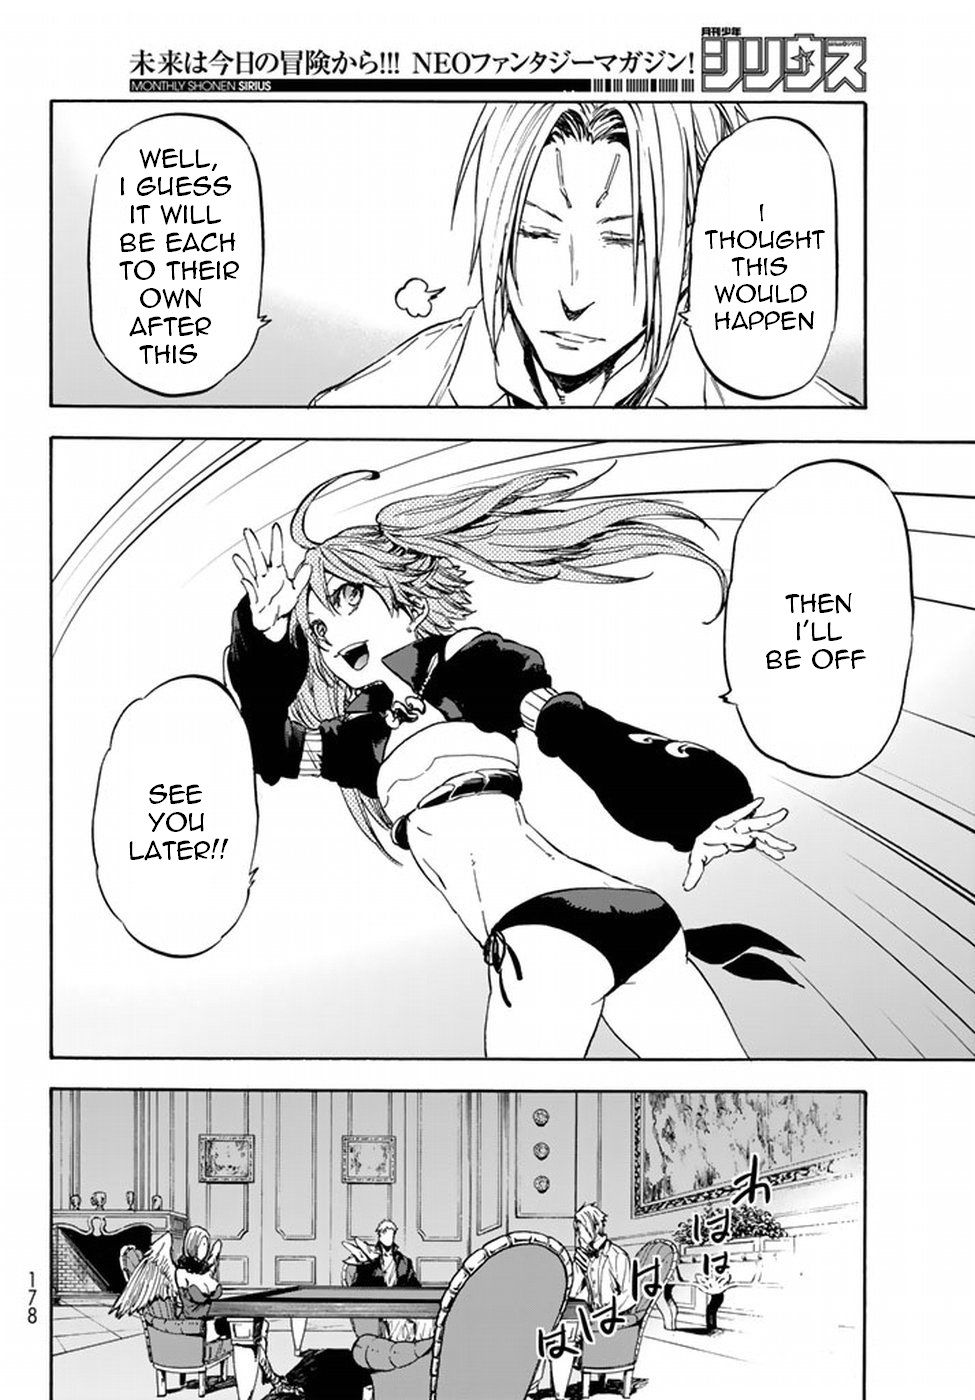 未来は今日の冒険から!!! NEOファンタジーマガジン!
月刊少年
シリウス
MONTHLY SHONEN SIRIUS
I
THOUGHT
THIS
WOULD
HAPPEN
WELL,
I GUESS
IT WILL
BE EACH
TO THEIR
OWN
AFTER
THIS
THEN
I'LL
BE OFF
SEE
YOU
LATER!!
わはははははは
178